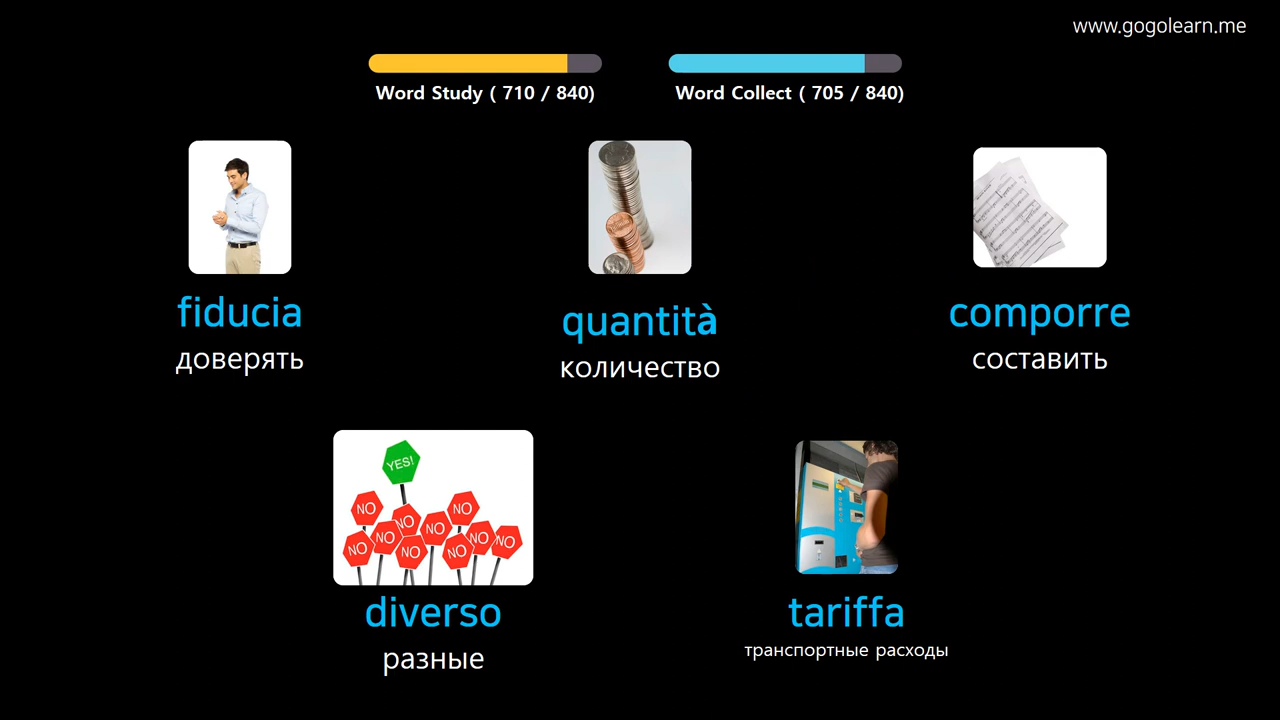 www.gogolearn.me
Word Study ( 710 / 840)
Word Collect ( 705 / 840)
fiducia
доверять
quantità
количество
comporre
составить
YES!
NO
NO
NO
NO
NO
NO
NO
NO
NO
NO
diverso
разные
tariffa
транспортные расходы